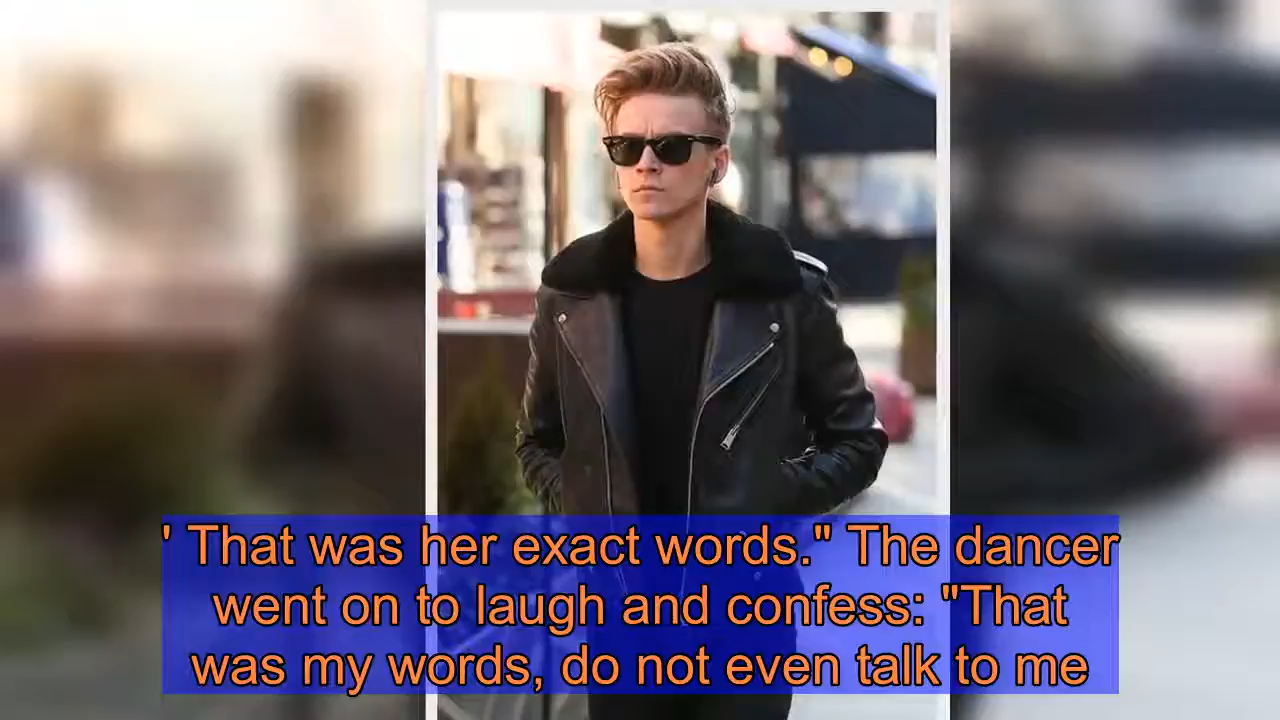 ' That was her exact words." The dancer
went on to laugh and confess: "That
was my words, do not even talk to me